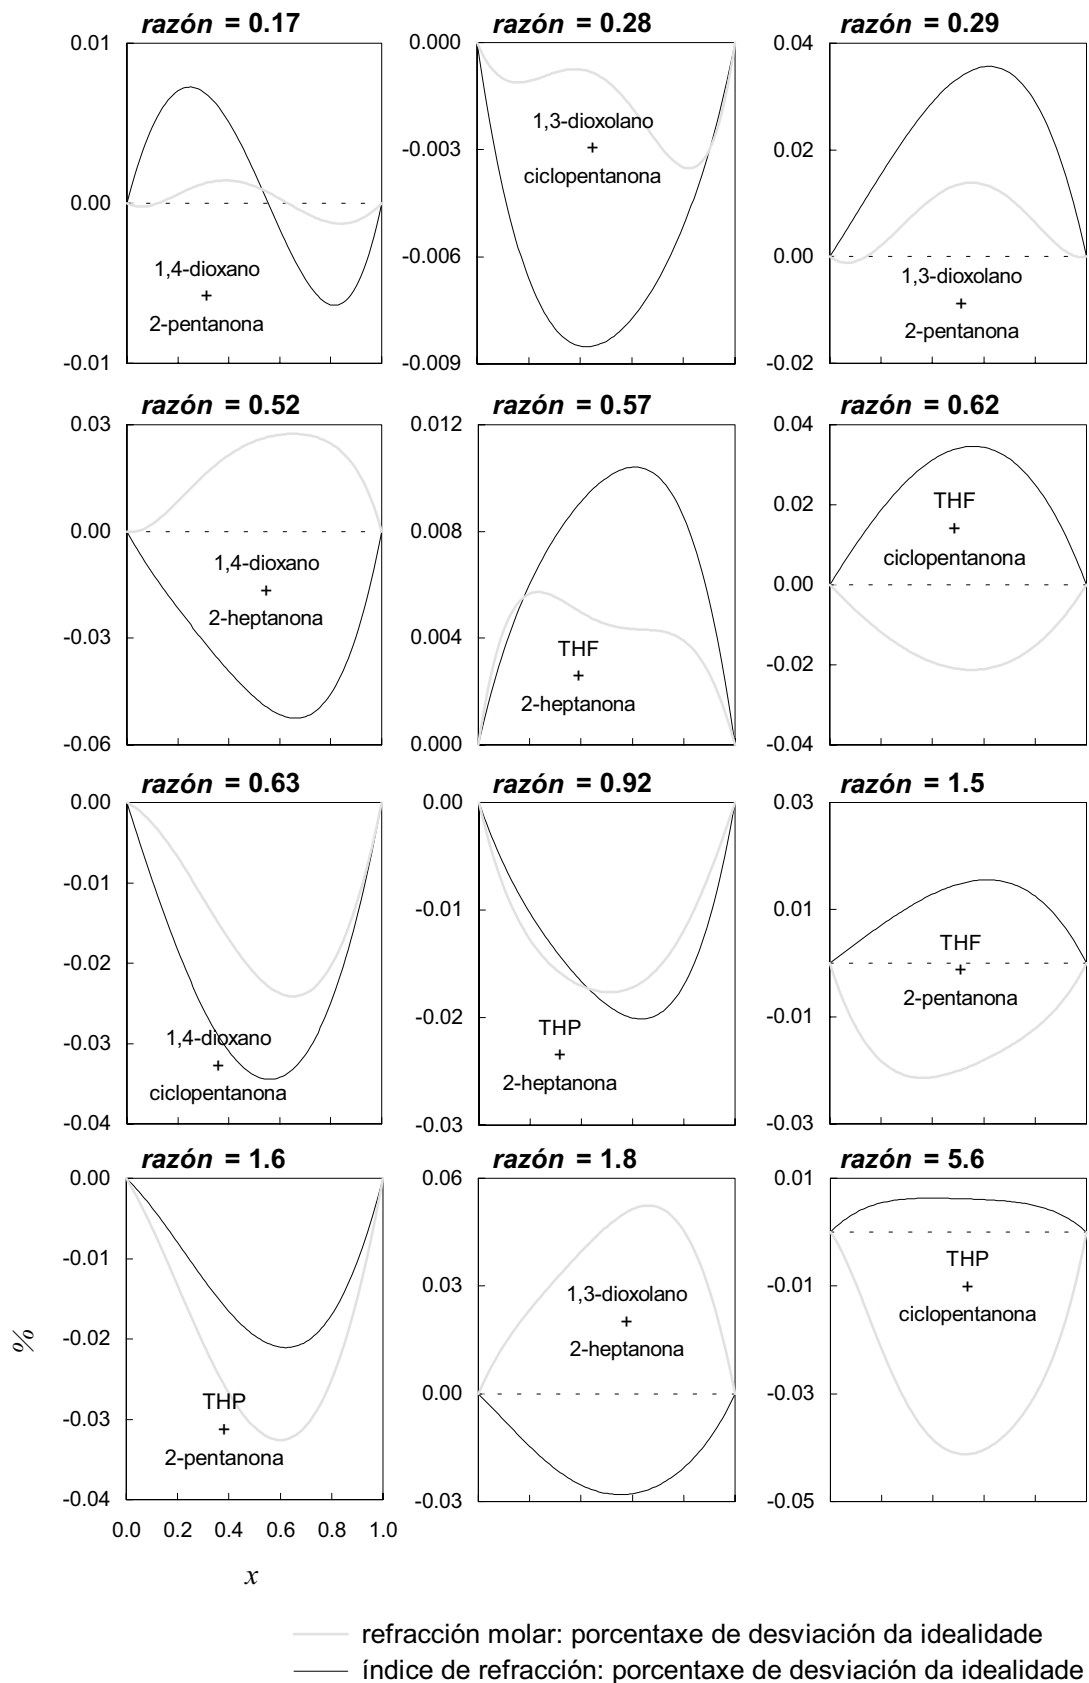 razón = 0.17
razón = 0.28
razón = 0.29
0.01
0.00
-0.01
1,4-dioxano
+
2-pentanona
0.000
-0.003
-0.006
-0.009
1,3-dioxolano
+
ciclopentanona
0.04
0.02
0.00
-0.02
1,3-dioxolano
+
2-pentanona
razón = 0.52
razón = 0.57
razón = 0.62
0.03
0.00
-0.03
-0.06
1,4-dioxano
+
2-heptanona
0.012
0.008
0.004
0.000
THF
+
2-heptanona
0.04
0.02
0.00
-0.02
-0.04
THF
+
ciclopentanona
razón = 0.63
razón = 0.92
razón = 1.5
0.00
-0.01
-0.02
-0.03
-0.04
1,4-dioxano
+
ciclopentanona
0.00
-0.01
-0.02
-0.03
THP
+
2-heptanona
0.03
0.01
-0.01
-0.03
THF
+
2-pentanona
razón = 1.6
razón = 1.8
razón = 5.6
0.00
-0.01
-0.02
-0.03
-0.04
THP
+
2-pentanona
0.06
0.03
0.00
-0.03
1,3-dioxolano
+
2-heptanona
0.01
-0.01
-0.03
-0.05
THP
+
ciclopentanona
%
0.0 0.2 0.4 0.6 0.8 1.0
x
refracción molar: porcentaxe de desviación da idealidade
índice de refracción: porcentaxe de desviación da idealidade